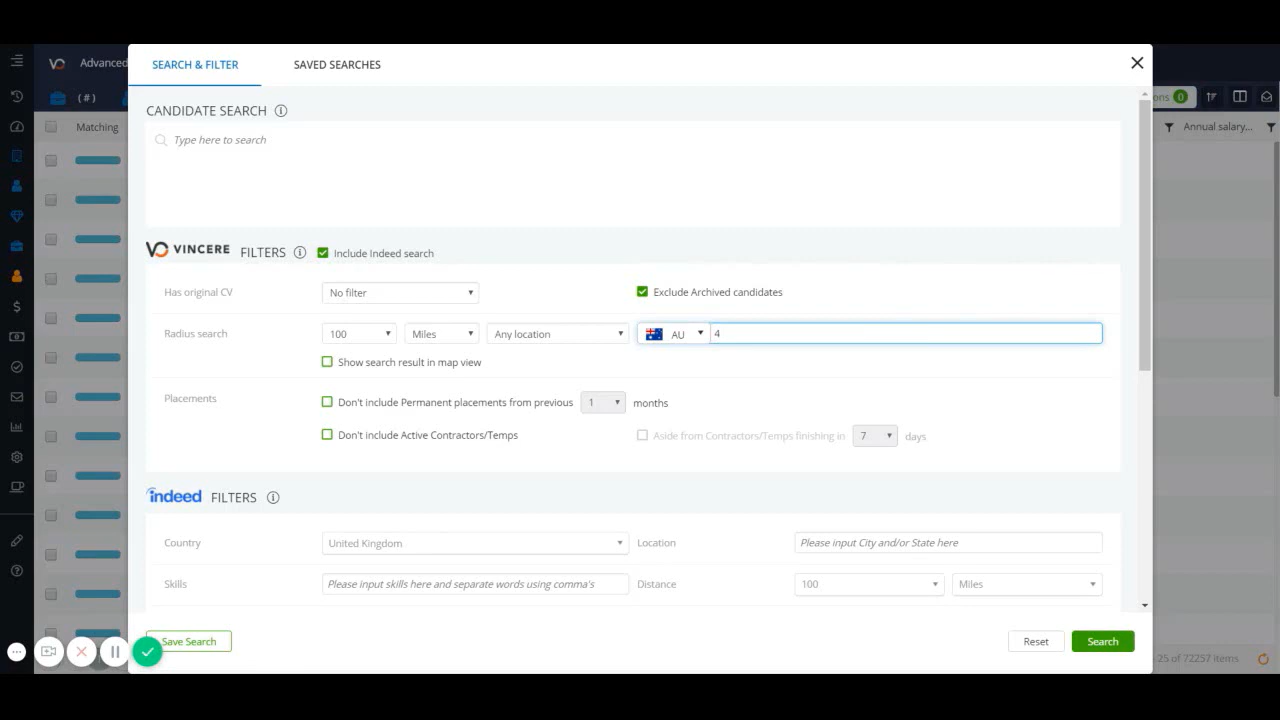 Advanced
SEARCH & FILTER
SAVED SEARCHES
( # )
ons 0
CANDIDATE SEARCH
Matching
Annual salary...
Type here to search
VINCERE FILTERS
Include Indeed search
Has original CV
No filter
Exclude Archived candidates
Radius search
100
Miles
Any location
AU
4
Show search result in map view
Placements
Don't include Permanent placements from previous
1
months
Don't include Active Contractors/Temps
Aside from Contractors/Temps finishing in
7
days
indeed FILTERS
Country
United Kingdom
Location
Please input City and/or State here
Skills
Please input skills here and separate words using comma's
Distance
100
Miles
Save Search
Reset
Search
25 of 72257 items